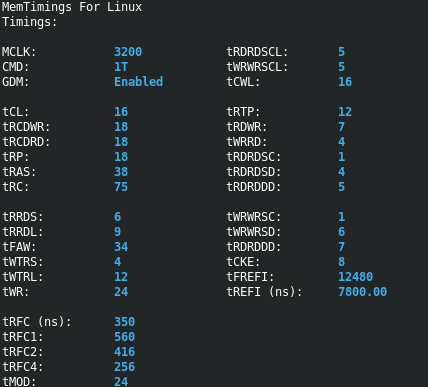 MemTimings For Linux
Timings:
MCLK: 3200 tRDRDSCL: 5
CMD: 1T tWRWRSCL: 5
GDM: Enabled tCWL: 16
tCL: 16 tRTP: 12
tRCDWR: 18 tRDWR: 7
tRCDRD: 18 tWRRD: 4
tRP: 18 tRDRDSC: 1
tRAS: 38 tRDRDSD: 4
tRC: 75 tRDRDDD: 5
tRRDS: 6 tWRWRSC: 1
tRRDL: 9 tWRWRSD: 6
tFAW: 34 tRDRDDD: 7
tWTRS: 4 tCKE: 8
tWTRL: 12 tFREFI: 12480
tWR: 24 tREFI (ns): 7800.00
tRFC (ns): 350
tRFC1: 560
tRFC2: 416
tRFC4: 256
tMOD: 24